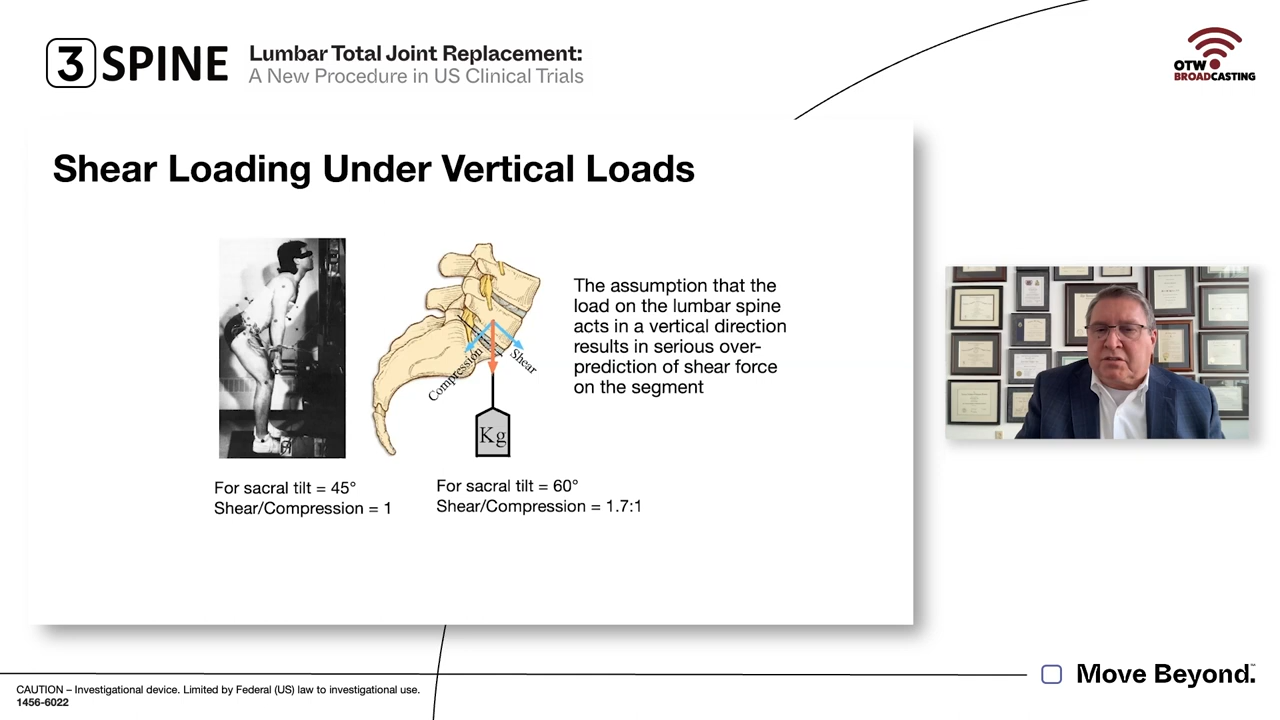 3 SPINE
Lumbar Total Joint Replacement:
A New Procedure in US Clinical Trials
OTW
BROADCASTING
Shear Loading Under Vertical Loads
Compression
Shear
Kg
The assumption that the
load on the lumbar spine
acts in a vertical direction
results in serious over-
prediction of shear force
on the segment
For sacral tilt = 45°
Shear/Compression = 1
For sacral tilt = 60°
Shear/Compression = 1.7:1
CAUTION – Investigational device. Limited by Federal (US) law to investigational use.
1456-6022
Move Beyond.™